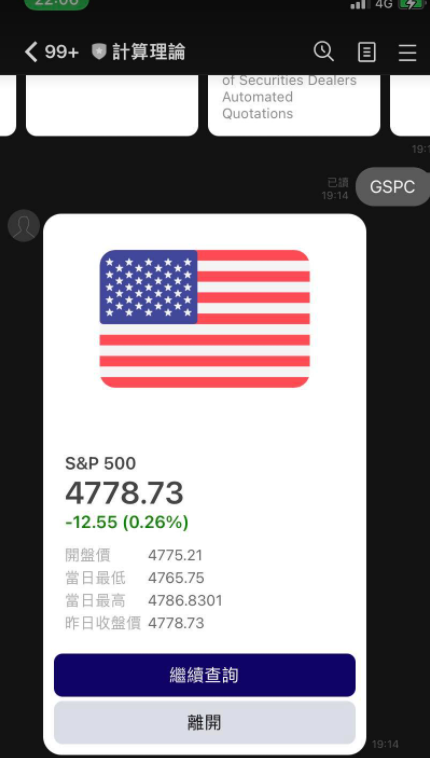 22:00
4G
99+ 計算理論
of Securities Dealers
Automated
Quotations
已讀
19:14
GSPC
S&P 500
4778.73
-12.55 (0.26%)
開盤價 4775.21
當日最低 4765.75
當日最高 4786.8301
昨日收盤價 4778.73
繼續查詢
離開
19:14